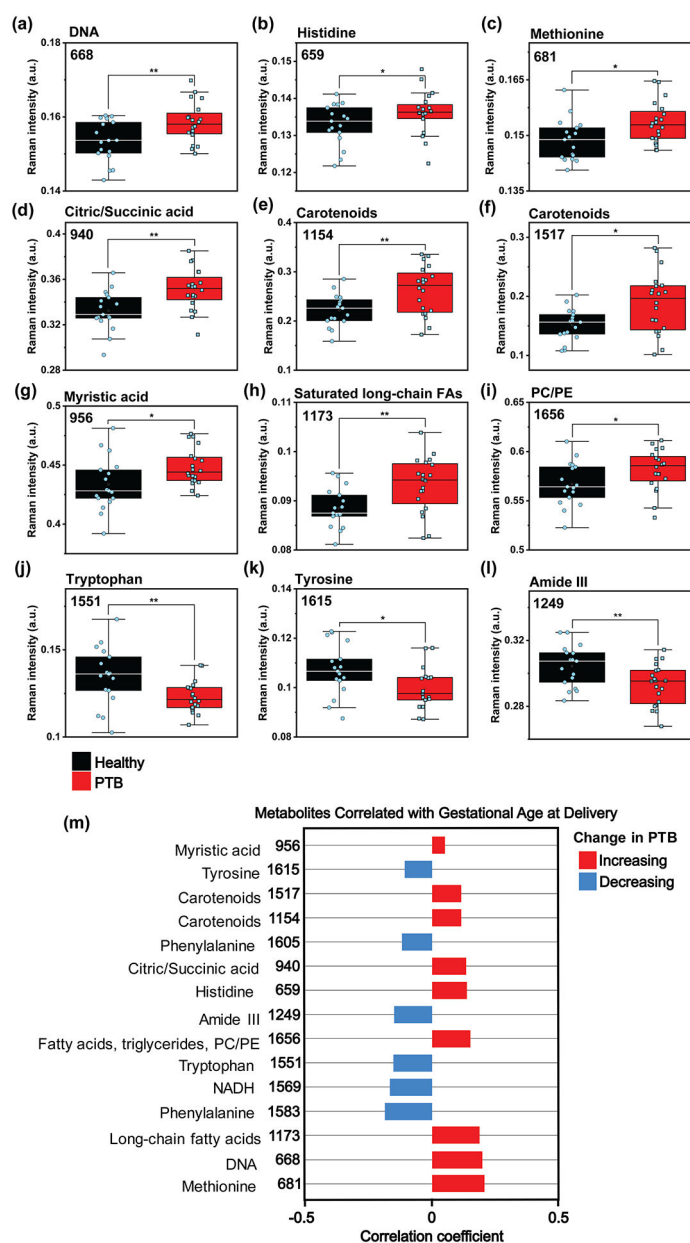 (a) DNA
668
**
Raman intensity (a.u.)
0.18
0.16
0.14
(b) Histidine
659
*
Raman intensity (a.u.)
0.15
0.14
0.13
0.12
(c) Methionine
681
*
Raman intensity (a.u.)
0.165
0.15
0.135
(d) Citric/Succinic acid
940
**
Raman intensity (a.u.)
0.4
0.36
0.32
0.28
(e) Carotenoids
1154
**
Raman intensity (a.u.)
0.4
0.3
0.2
0.1
(f) Carotenoids
1517
*
Raman intensity (a.u.)
0.3
0.2
0.1
(g) Myristic acid
956
*
Raman intensity (a.u.)
0.5
0.45
0.4
(h) Saturated long-chain FAs
1173
**
Raman intensity (a.u.)
0.11
0.1
0.09
0.08
(i) PC/PE
1656
*
Raman intensity (a.u.)
0.65
0.6
0.55
0.5
(j) Tryptophan
1551
**
Raman intensity (a.u.)
0.15
0.1
(k) Tyrosine
1615
*
Raman intensity (a.u.)
0.14
0.12
0.1
0.08
(l) Amide III
1249
**
Raman intensity (a.u.)
0.32
0.28
Healthy
PTB
(m) Metabolites Correlated with Gestational Age at Delivery
Change in PTB
Increasing
Decreasing
Myristic acid 956
Tyrosine 1615
Carotenoids 1517
Carotenoids 1154
Phenylalanine 1605
Citric/Succinic acid 940
Histidine 659
Amide III 1249
Fatty acids, triglycerides, PC/PE 1656
Tryptophan 1551
NADH 1569
Phenylalanine 1583
Long-chain fatty acids 1173
DNA 668
Methionine 681
-0.5 0 0.5
Correlation coefficient